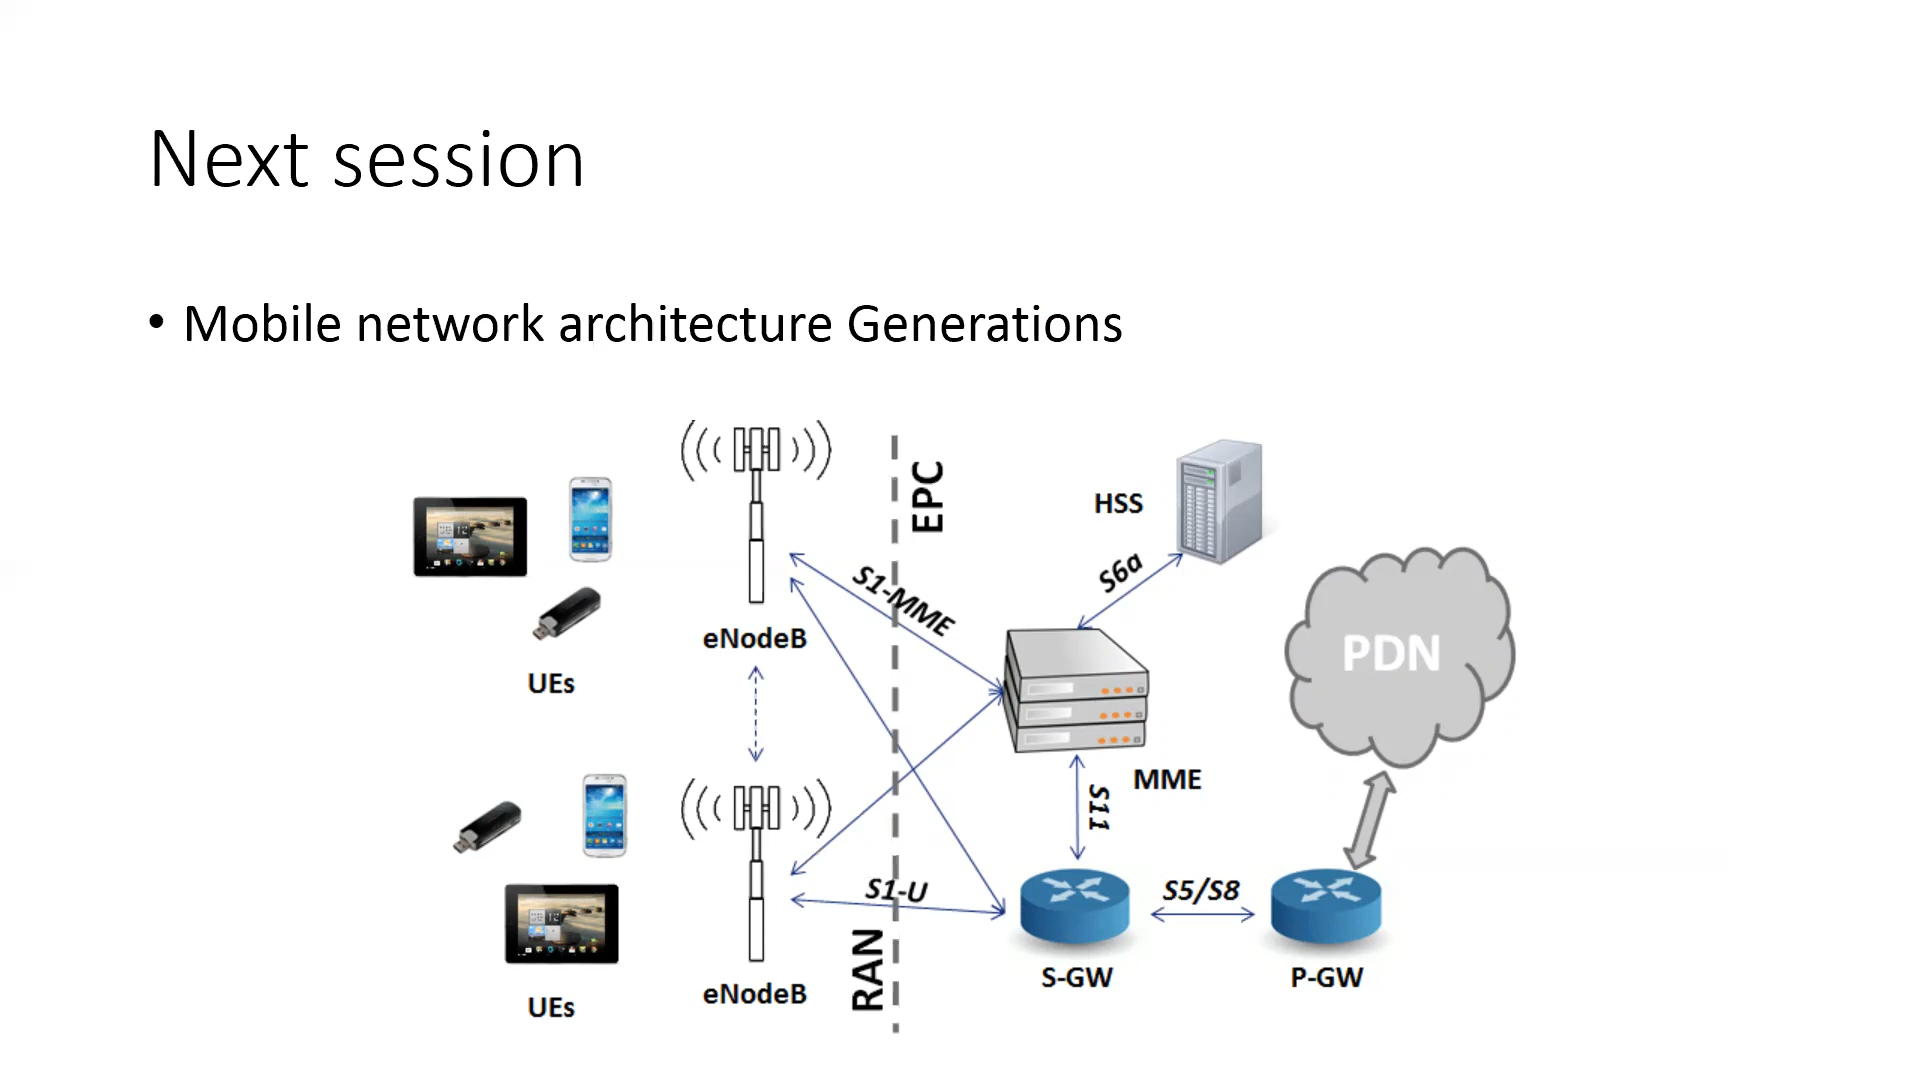 Next session
• Mobile network architecture Generations
EPC
HSS
S6a
S1-MME
PDN
eNodeB
UEs
MME
S11
S1-U
S5/S8
RAN
S-GW
P-GW
eNodeB
UEs